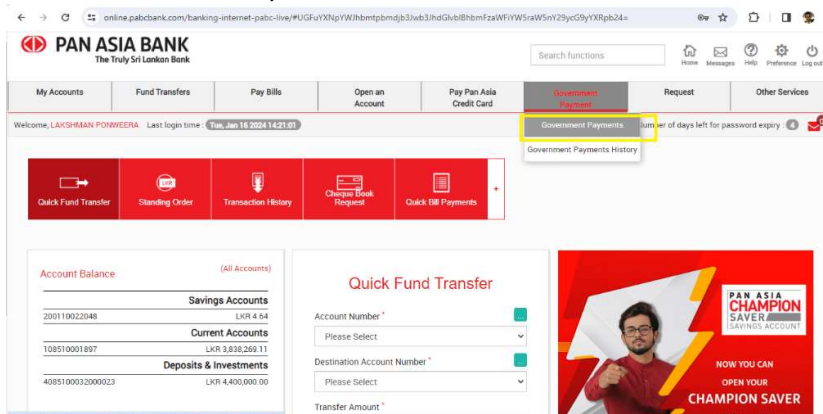 online.pabcbank.com/banking-internet-pabc-live/
PAN ASIA BANK
The Truly Sri Lankan Bank
Search functions
Home Messages Help Preference Log out
My Accounts Fund Transfers Pay Bills Open an Account Pay Pan Asia Credit Card Government Payment Request Other Services
Welcome, LAKSHMAN PONWEERA Last login time : Tue, Jan 16 2024 14:21:01 number of days left for password expiry :
Government Payments
Government Payments History
Quick Fund Transfer
Standing Order
Transaction History
Cheque Book Request
Quick Bill Payments
+
Account Balance (All Accounts)
Savings Accounts
200110022048 LKR 4.64
Current Accounts
108510001897 LKR 3,838,269.11
Deposits & Investments
4085100032000023 LKR 4,400,000.00
Quick Fund Transfer
Account Number *
Please Select
Destination Account Number *
Please Select
Transfer Amount *
PAN ASIA
CHAMPION
SAVER
SAVINGS ACCOUNT
NOW YOU CAN
OPEN YOUR
CHAMPION SAVER